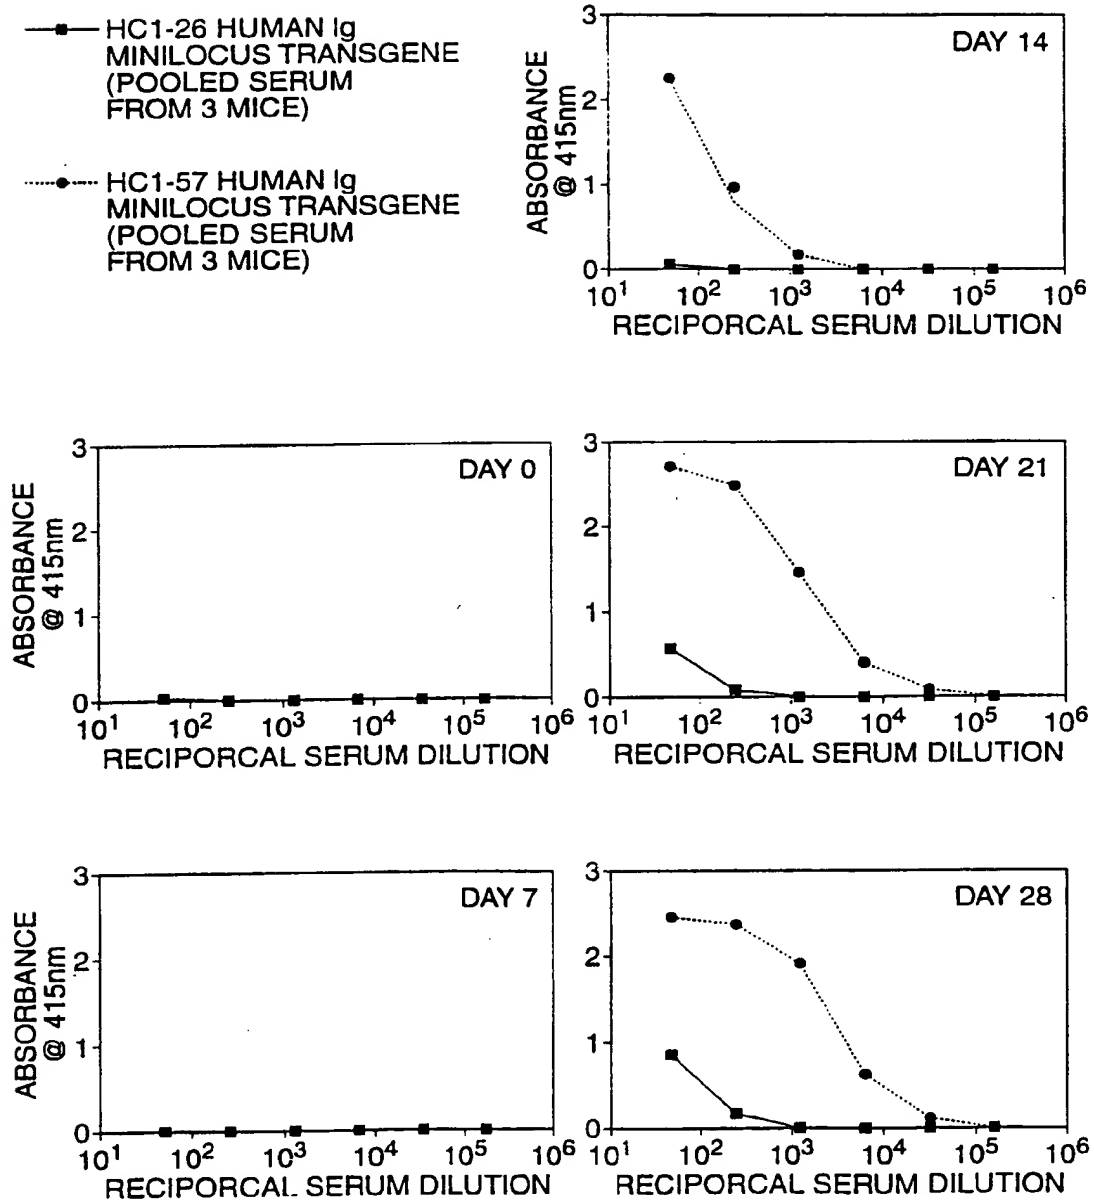 HC1-26 HUMAN Ig
MINILOCUS TRANSGENE
(POOLED SERUM
FROM 3 MICE)
HC1-57 HUMAN Ig
MINILOCUS TRANSGENE
(POOLED SERUM
FROM 3 MICE)
DAY 14
ABSORBANCE
@ 415nm
3
2
1
0
10¹ 10² 10³ 10⁴ 10⁵ 10⁶
RECIPORCAL SERUM DILUTION
DAY 0
ABSORBANCE
@ 415nm
3
2
1
0
10¹ 10² 10³ 10⁴ 10⁵ 10⁶
RECIPORCAL SERUM DILUTION
DAY 21
3
2
1
0
10¹ 10² 10³ 10⁴ 10⁵ 10⁶
RECIPORCAL SERUM DILUTION
DAY 7
ABSORBANCE
@ 415nm
3
2
1
0
10¹ 10² 10³ 10⁴ 10⁵ 10⁶
RECIPORCAL SERUM DILUTION
DAY 28
3
2
1
0
10¹ 10² 10³ 10⁴ 10⁵ 10⁶
RECIPORCAL SERUM DILUTION